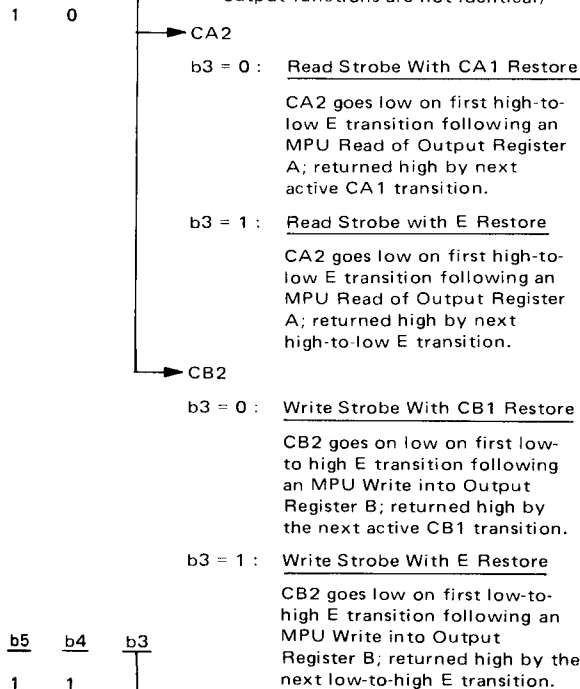 Output functions are not identical)
1 0
CA2
b3 = 0 : Read Strobe With CA1 Restore
CA2 goes low on first high-to-
low E transition following an
MPU Read of Output Register
A; returned high by next
active CA1 transition.
b3 = 1 : Read Strobe with E Restore
CA2 goes low on first high-to-
low E transition following an
MPU Read of Output Register
A; returned high by next
high-to-low E transition.
CB2
b3 = 0 : Write Strobe With CB1 Restore
CB2 goes on low on first low-
to high E transition following
an MPU Write into Output
Register B; returned high by
the next active CB1 transition.
b3 = 1 : Write Strobe With E Restore
CB2 goes low on first low-to-
high E transition following an
MPU Write into Output
Register B; returned high by the
next low-to-high E transition.
b5 b4 b3
1 1